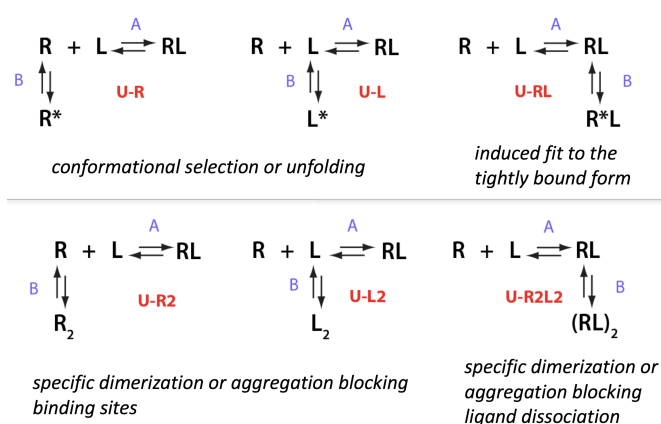 A A A
R + L RL R + L RL R + L RL
B B B
U-R U-L U-RL
R* L* R*L
conformational selection or unfolding
induced fit to the
tightly bound form
A A A
R + L RL R + L RL R + L RL
B B B
U-R2 U-L2 U-R2L2
R₂ L₂ (RL)₂
specific dimerization or aggregation blocking
binding sites
specific dimerization or
aggregation blocking
ligand dissociation